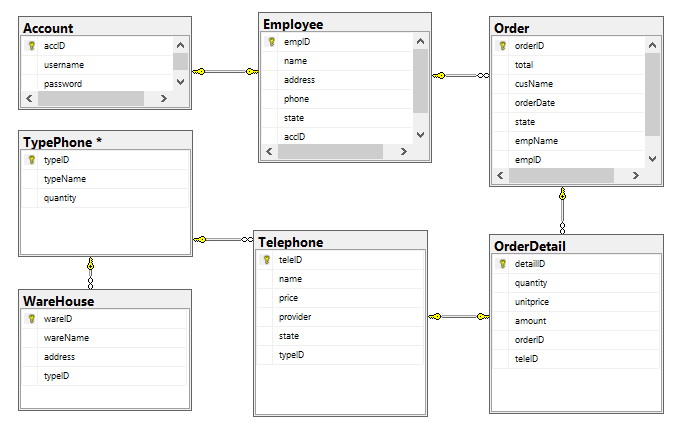 Account
accID
username
password
Employee
empID
name
address
phone
state
accID
Order
orderID
total
cusName
orderDate
state
empName
empID
TypePhone *
typeID
typeName
quantity
Telephone
teleID
name
price
provider
state
typeID
OrderDetail
detailID
quantity
unitprice
amount
orderID
teleID
WareHouse
wareID
wareName
address
typeID